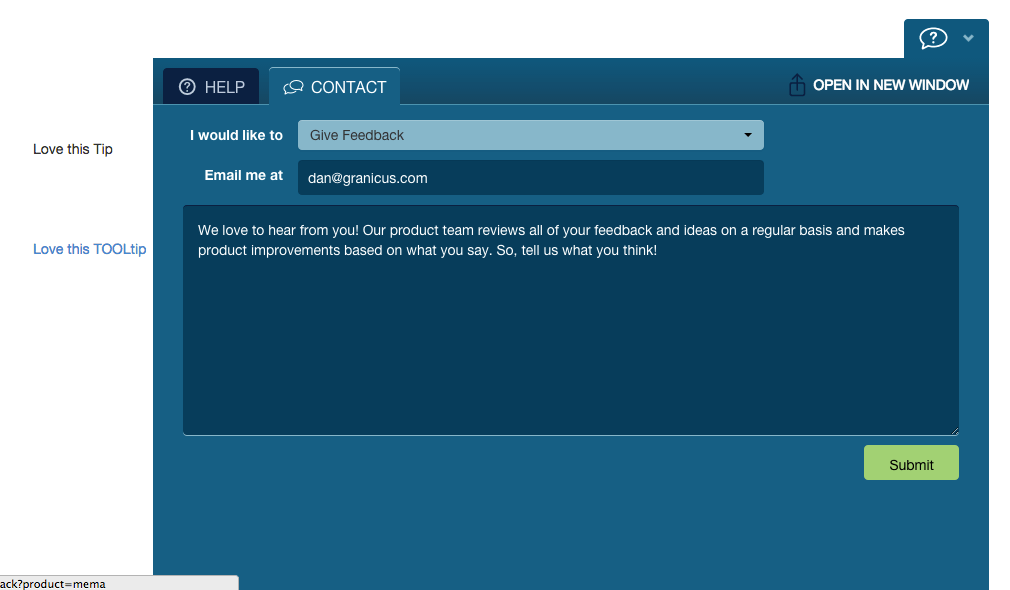 ?
? HELP
CONTACT
OPEN IN NEW WINDOW
I would like to
Give Feedback
Love this Tip
Email me at
dan@granicus.com
We love to hear from you! Our product team reviews all of your feedback and ideas on a regular basis and makes
product improvements based on what you say. So, tell us what you think!
Love this TOOLtip
Submit
ack?product=mema